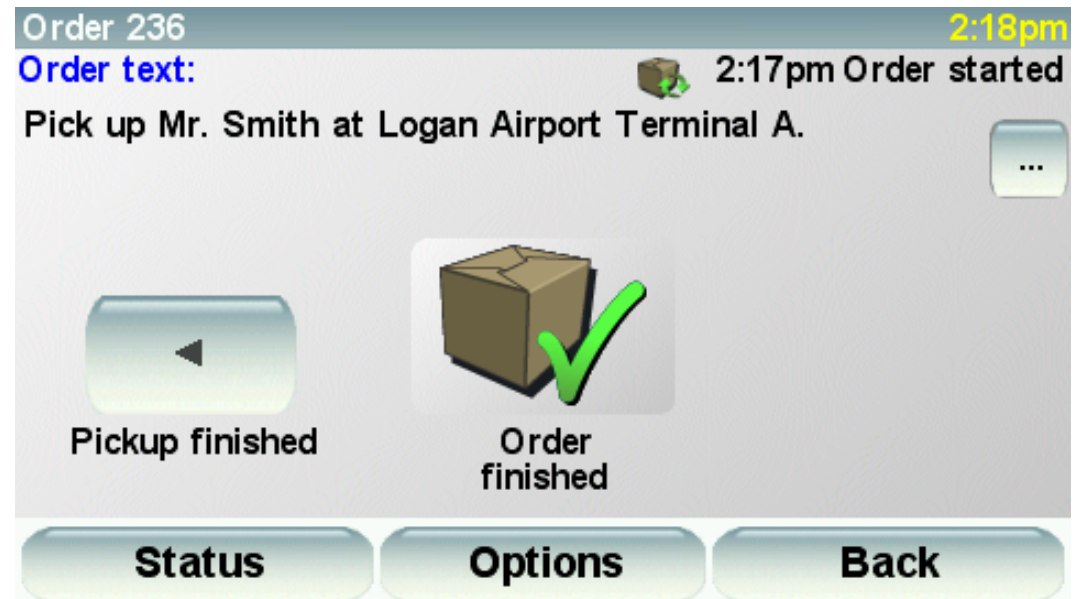 Order 236 2:18pm
Order text: 2:17pm Order started
Pick up Mr. Smith at Logan Airport Terminal A.
...
Pickup finished
Order
finished
Status Options Back